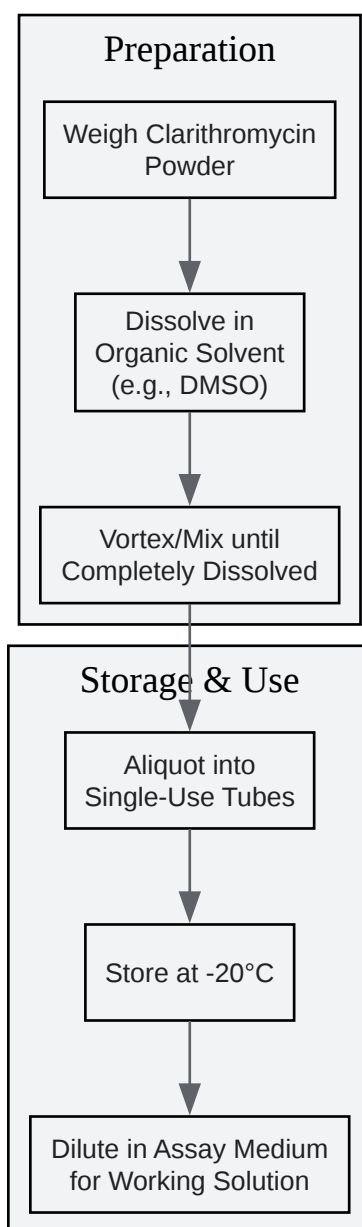 Preparation
Weigh Clarithromycin
Powder
Dissolve in
Organic Solvent
(e.g., DMSO)
Vortex/Mix until
Completely Dissolved
Storage & Use
Aliquot into
Single-Use Tubes
Store at -20°C
Dilute in Assay Medium
for Working Solution